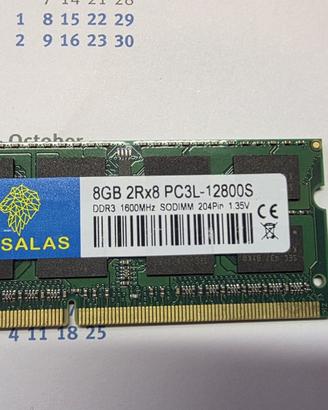 7 14 21 28
1 8 15 22 29
2 9 16 23 30
October
8GB 2Rx8 PC3L-12800S
DDR3 1600MHz SODIMM 204Pin 1.35V
CE
SALAS
7
4 11 18 25